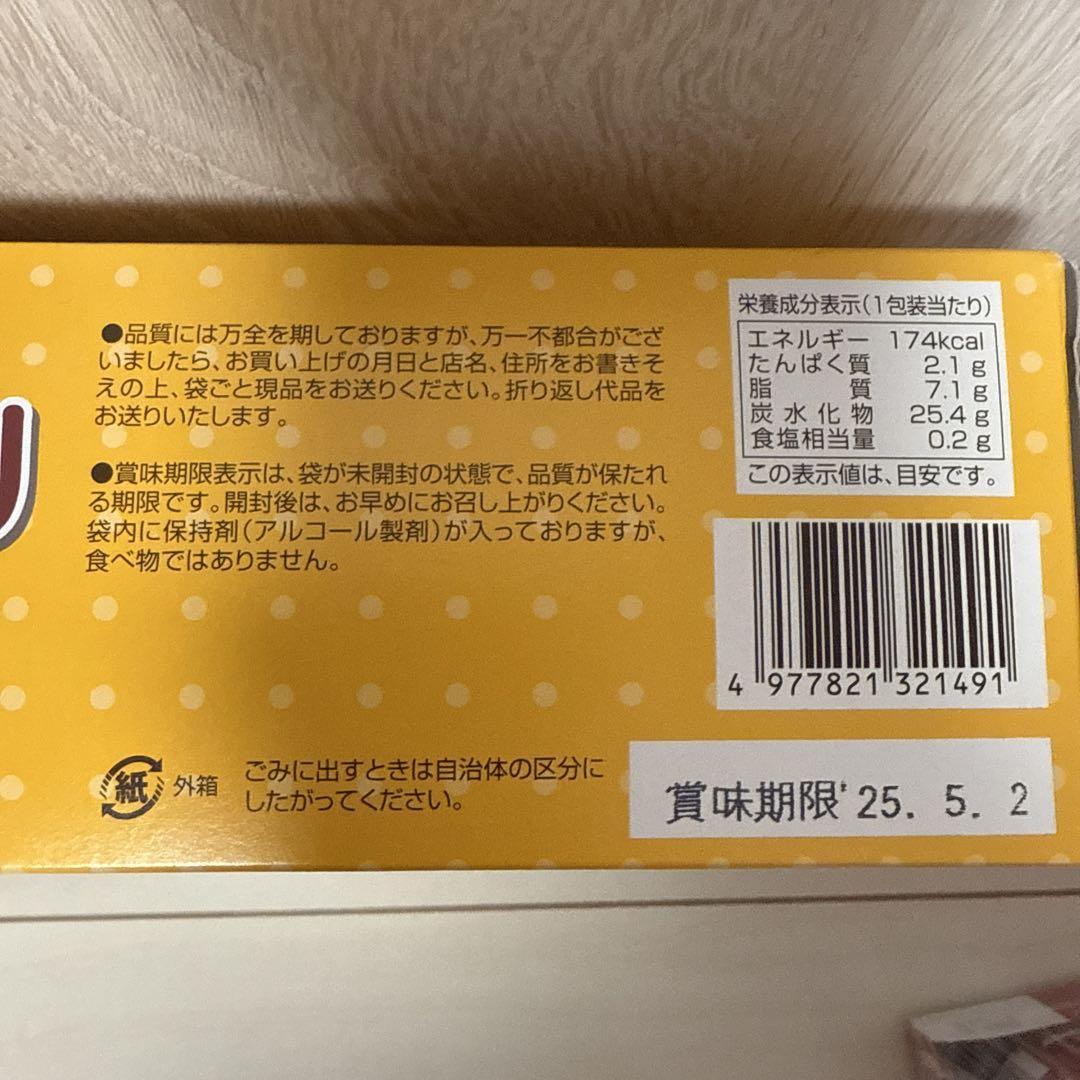 ●品質には万全を期しておりますが、万一不都合がござ
いましたら、お買い上げの月日と店名、住所をお書きそ
えの上、袋ごと現品をお送りください。折り返し代品を
お送りいたします。
●賞味期限表示は、袋が未開封の状態で、品質が保たれ
る期限です。開封後は、お早めにお召し上がりください。
袋内に保持剤(アルコール製剤)が入っておりますが、
食べ物ではありません。
紙 外箱
ごみに出すときは自治体の区分に
したがってください。
栄養成分表示(1包装当たり)
エネルギー 174kcal
たんぱく質 2.1g
脂質 7.1g
炭水化物 25.4g
食塩相当量 0.2g
この表示値は、目安です。
4 977821 321491
賞味期限 25. 5. 2